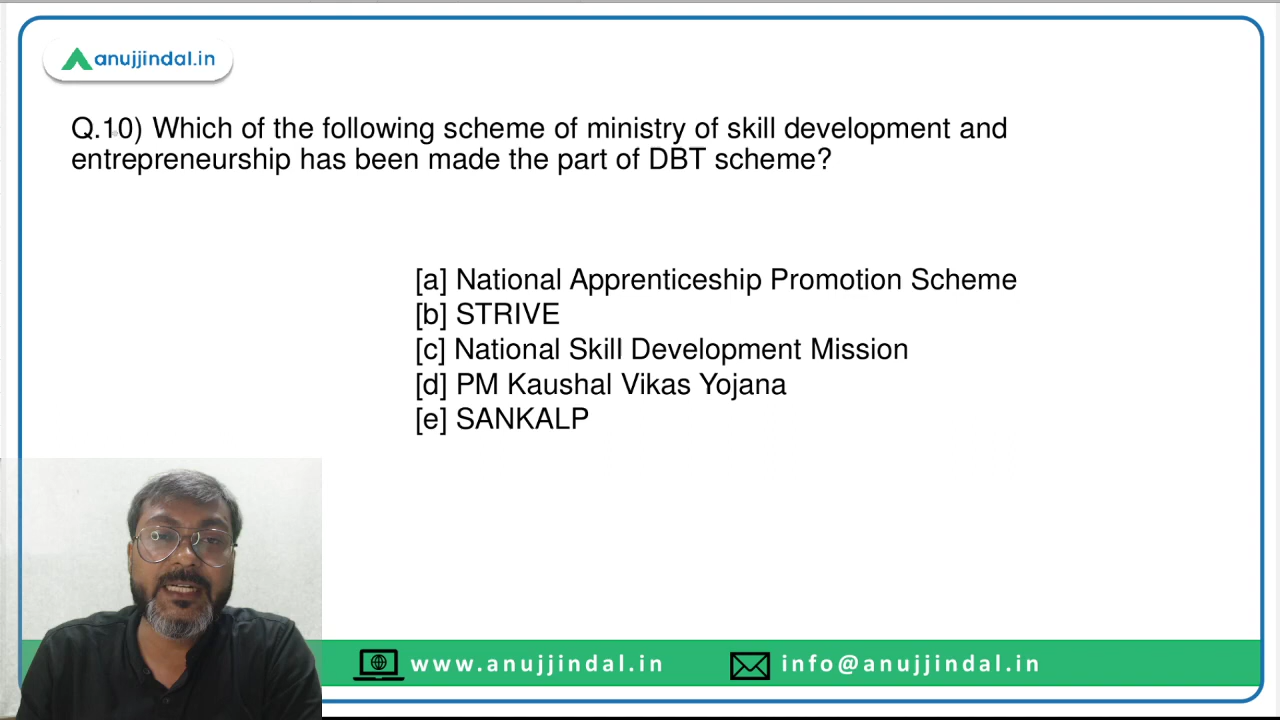 anujjindal.in
Q.10) Which of the following scheme of ministry of skill development and
entrepreneurship has been made the part of DBT scheme?
[a] National Apprenticeship Promotion Scheme
[b] STRIVE
[c] National Skill Development Mission
[d] PM Kaushal Vikas Yojana
[e] SANKALP
www.anujjindal.in
info@anujjindal.in